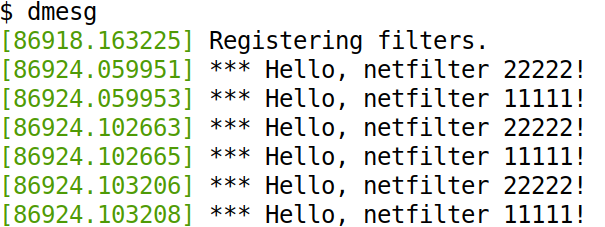 $ dmesg
[86918.163225] Registering filters.
[86924.059951] *** Hello, netfilter 22222!
[86924.059953] *** Hello, netfilter 11111!
[86924.102663] *** Hello, netfilter 22222!
[86924.102665] *** Hello, netfilter 11111!
[86924.103206] *** Hello, netfilter 22222!
[86924.103208] *** Hello, netfilter 11111!